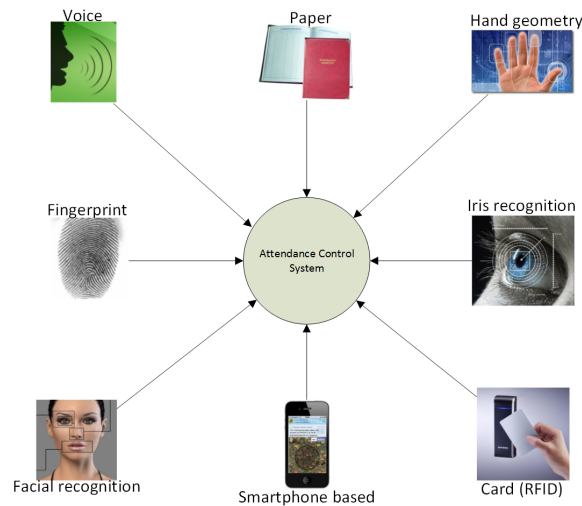 Voice
Paper
Hand geometry
Fingerprint
Iris recognition
Attendance Control
System
Facial recognition
Smartphone based
Card (RFID)